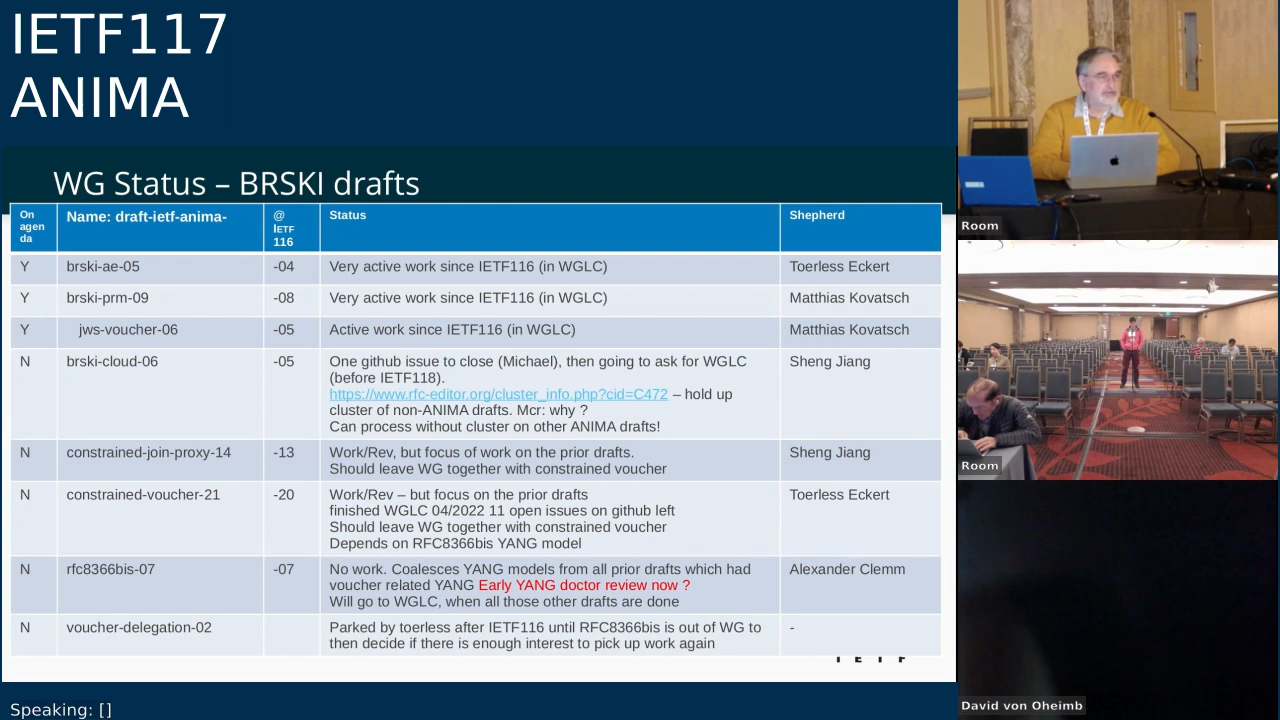 IETF117
ANIMA
WG Status – BRSKI drafts
On agen da
Name: draft-ietf-anima-
@ IETF 116
Status
Shepherd
Y brski-ae-05 -04 Very active work since IETF116 (in WGLC) Toerless Eckert
Y brski-prm-09 -08 Very active work since IETF116 (in WGLC) Matthias Kovatsch
Y jws-voucher-06 -05 Active work since IETF116 (in WGLC) Matthias Kovatsch
N brski-cloud-06 -05 One github issue to close (Michael), then going to ask for WGLC Sheng Jiang
(before IETF118).
https://www.rfc-editor.org/cluster_info.php?cid=C472 – hold up
cluster of non-ANIMA drafts. Mcr: why ?
Can process without cluster on other ANIMA drafts!
N constrained-join-proxy-14 -13 Work/Rev, but focus of work on the prior drafts. Sheng Jiang
Should leave WG together with constrained voucher
N constrained-voucher-21 -20 Work/Rev – but focus on the prior drafts Toerless Eckert
finished WGLC 04/2022 11 open issues on github left
Should leave WG together with constrained voucher
Depends on RFC8366bis YANG model
N rfc8366bis-07 -07 No work. Coalesces YANG models from all prior drafts which had Alexander Clemm
voucher related YANG Early YANG doctor review now ?
Will go to WGLC, when all those other drafts are done
N voucher-delegation-02 Parked by toerless after IETF116 until RFC8366bis is out of WG to -
then decide if there is enough interest to pick up work again
I E T F
Speaking: []
Room
Room
David von Oheimb